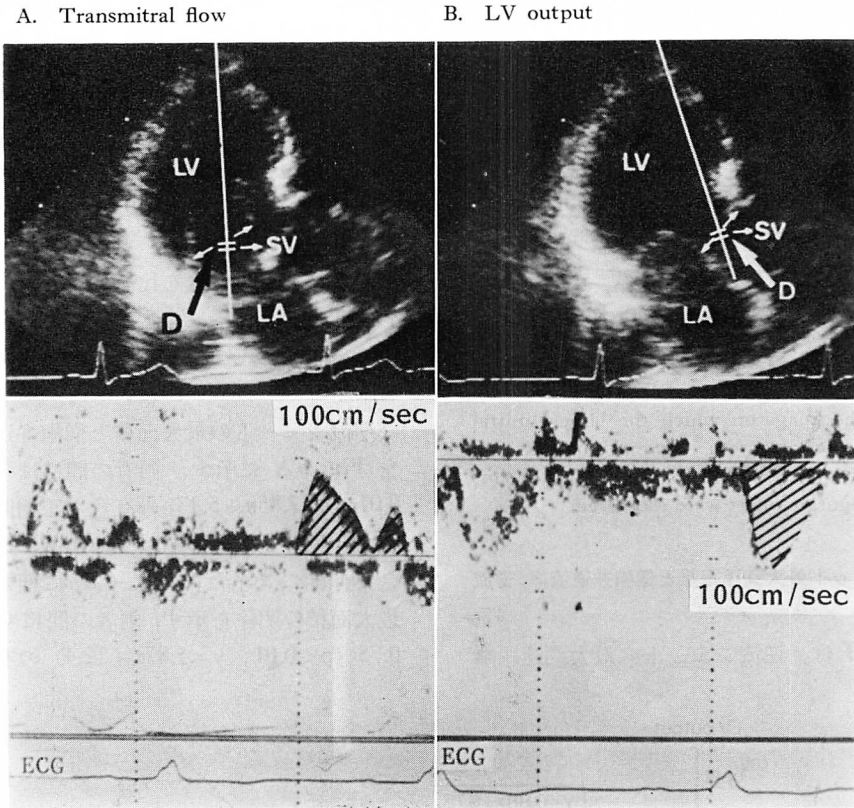 A. Transmitral flow
B. LV output
LV
SV
D
LA
LV
SV
D
LA
100cm/sec
100cm/sec
ECG
ECG